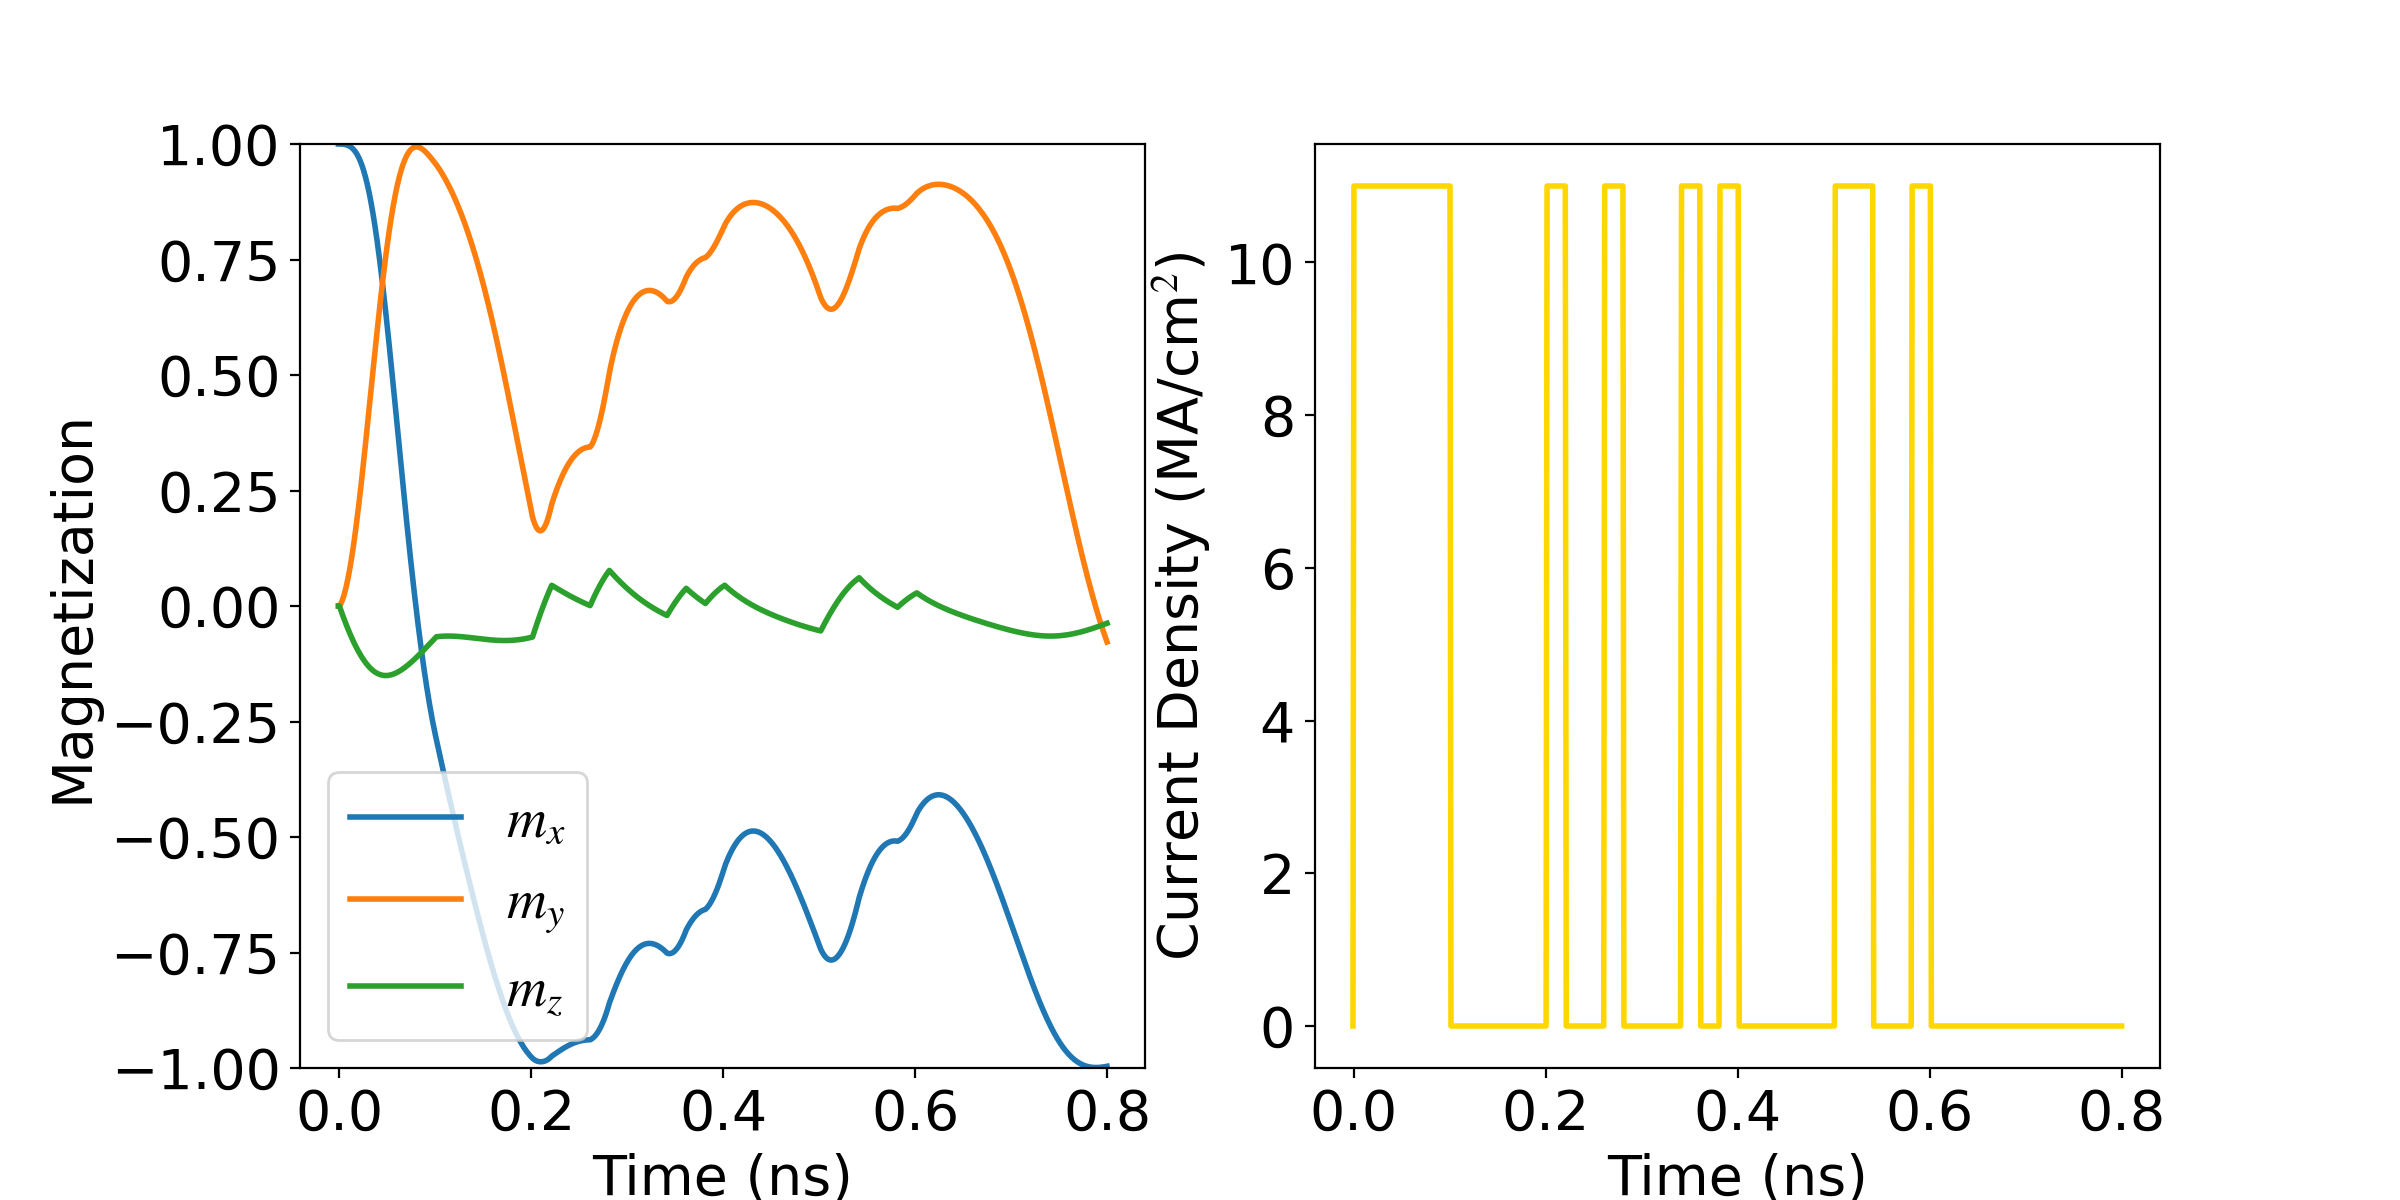 Magnetization
1.00
0.75
0.50
0.25
0.00
−0.25
−0.50
−0.75
−1.00
m_x
m_y
m_z
0.0 0.2 0.4 0.6 0.8
Time (ns)
Current Density (MA/cm²)
10
8
6
4
2
0
0.0 0.2 0.4 0.6 0.8
Time (ns)